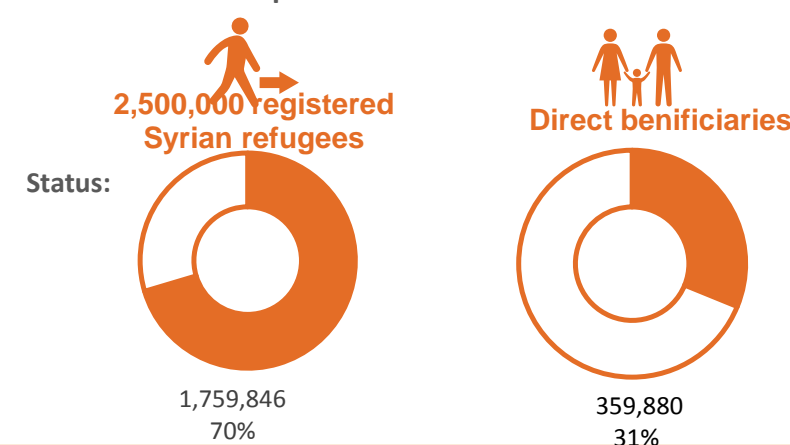 2,500,000 registered
Syrian refugees
Direct benificiaries
Status:
1,759,846
70%
359,880
31%